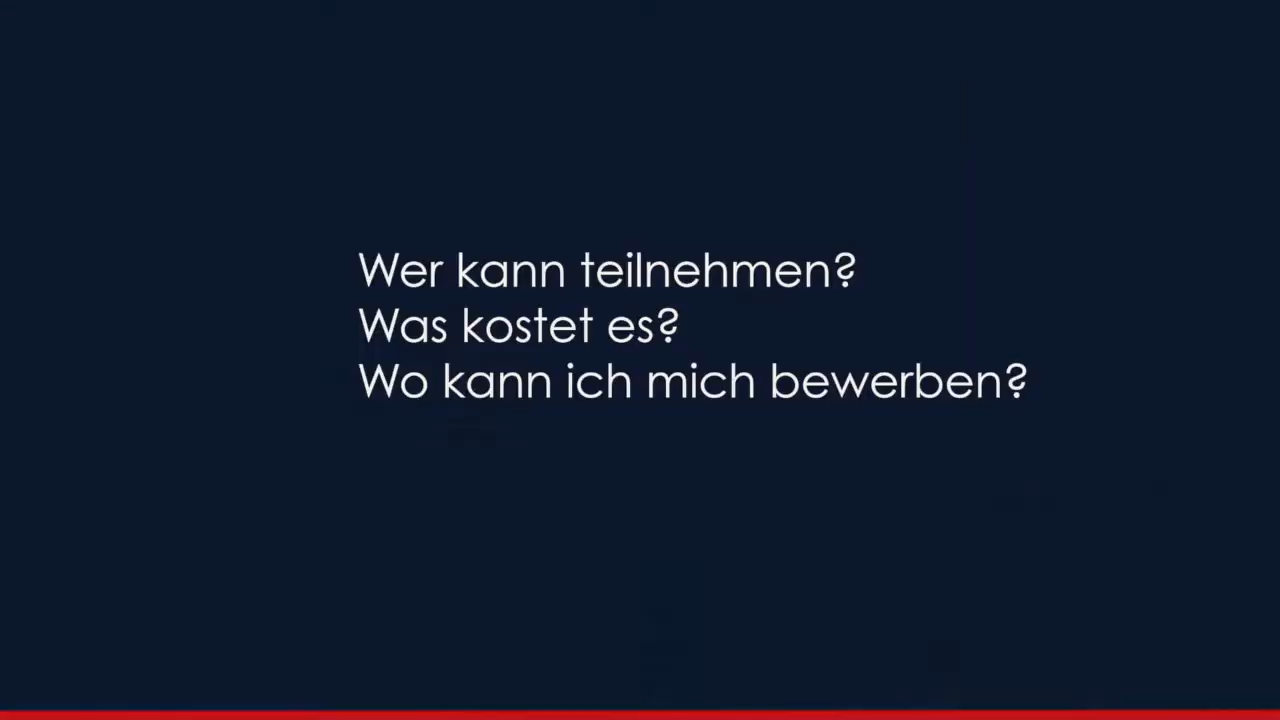 Wer kann teilnehmen?
Was kostet es?
Wo kann ich mich bewerben?